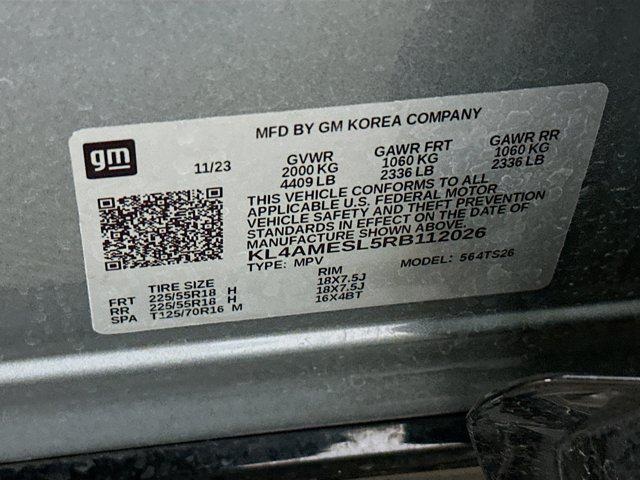 MFD BY GM KOREA COMPANY
gm
11/23
GVWR GAWR FRT GAWR RR
2000 KG 1060 KG 1060 KG
4409 LB 2336 LB 2336 LB
THIS VEHICLE CONFORMS TO ALL
APPLICABLE U.S. FEDERAL MOTOR
VEHICLE SAFETY AND THEFT PREVENTION
STANDARDS IN EFFECT ON THE DATE OF
MANUFACTURE SHOWN ABOVE.
KL4AMESL5RB112026
TYPE: MPV MODEL: 564TS26
TIRE SIZE RIM
FRT 225/55R18 H 18X7.5J
RR 225/55R18 H 18X7.5J
SPA T125/70R16 M 16X4BT